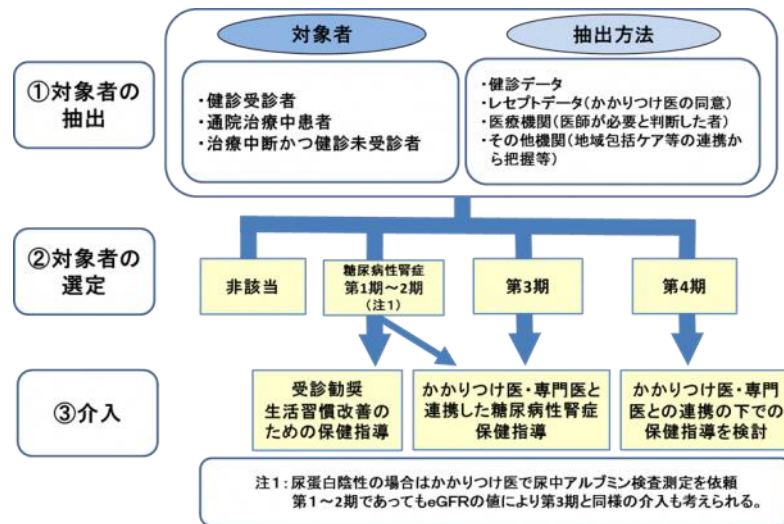 対象者
抽出方法
①対象者の
抽出
・健診受診者
・通院治療中患者
・治療中断かつ健診未受診者
・健診データ
・レセプトデータ(かかりつけ医の同意)
・医療機関(医師が必要と判断した者)
・その他機関(地域包括ケア等の連携か
ら把握等)
②対象者の
選定
非該当
糖尿病性腎症
第1期～2期
(注1)
第3期
第4期
③介入
受診勧奨
生活習慣改善の
ための保健指導
かかりつけ医・専門医と
連携した糖尿病性腎症
保健指導
かかりつけ医・専門
医との連携の下での
保健指導を検討
注1：尿蛋白陰性の場合はかかりつけ医で尿中アルブミン検査測定を依頼
第1～2期であってもeGFRの値により第3期と同様の介入も考えられる。